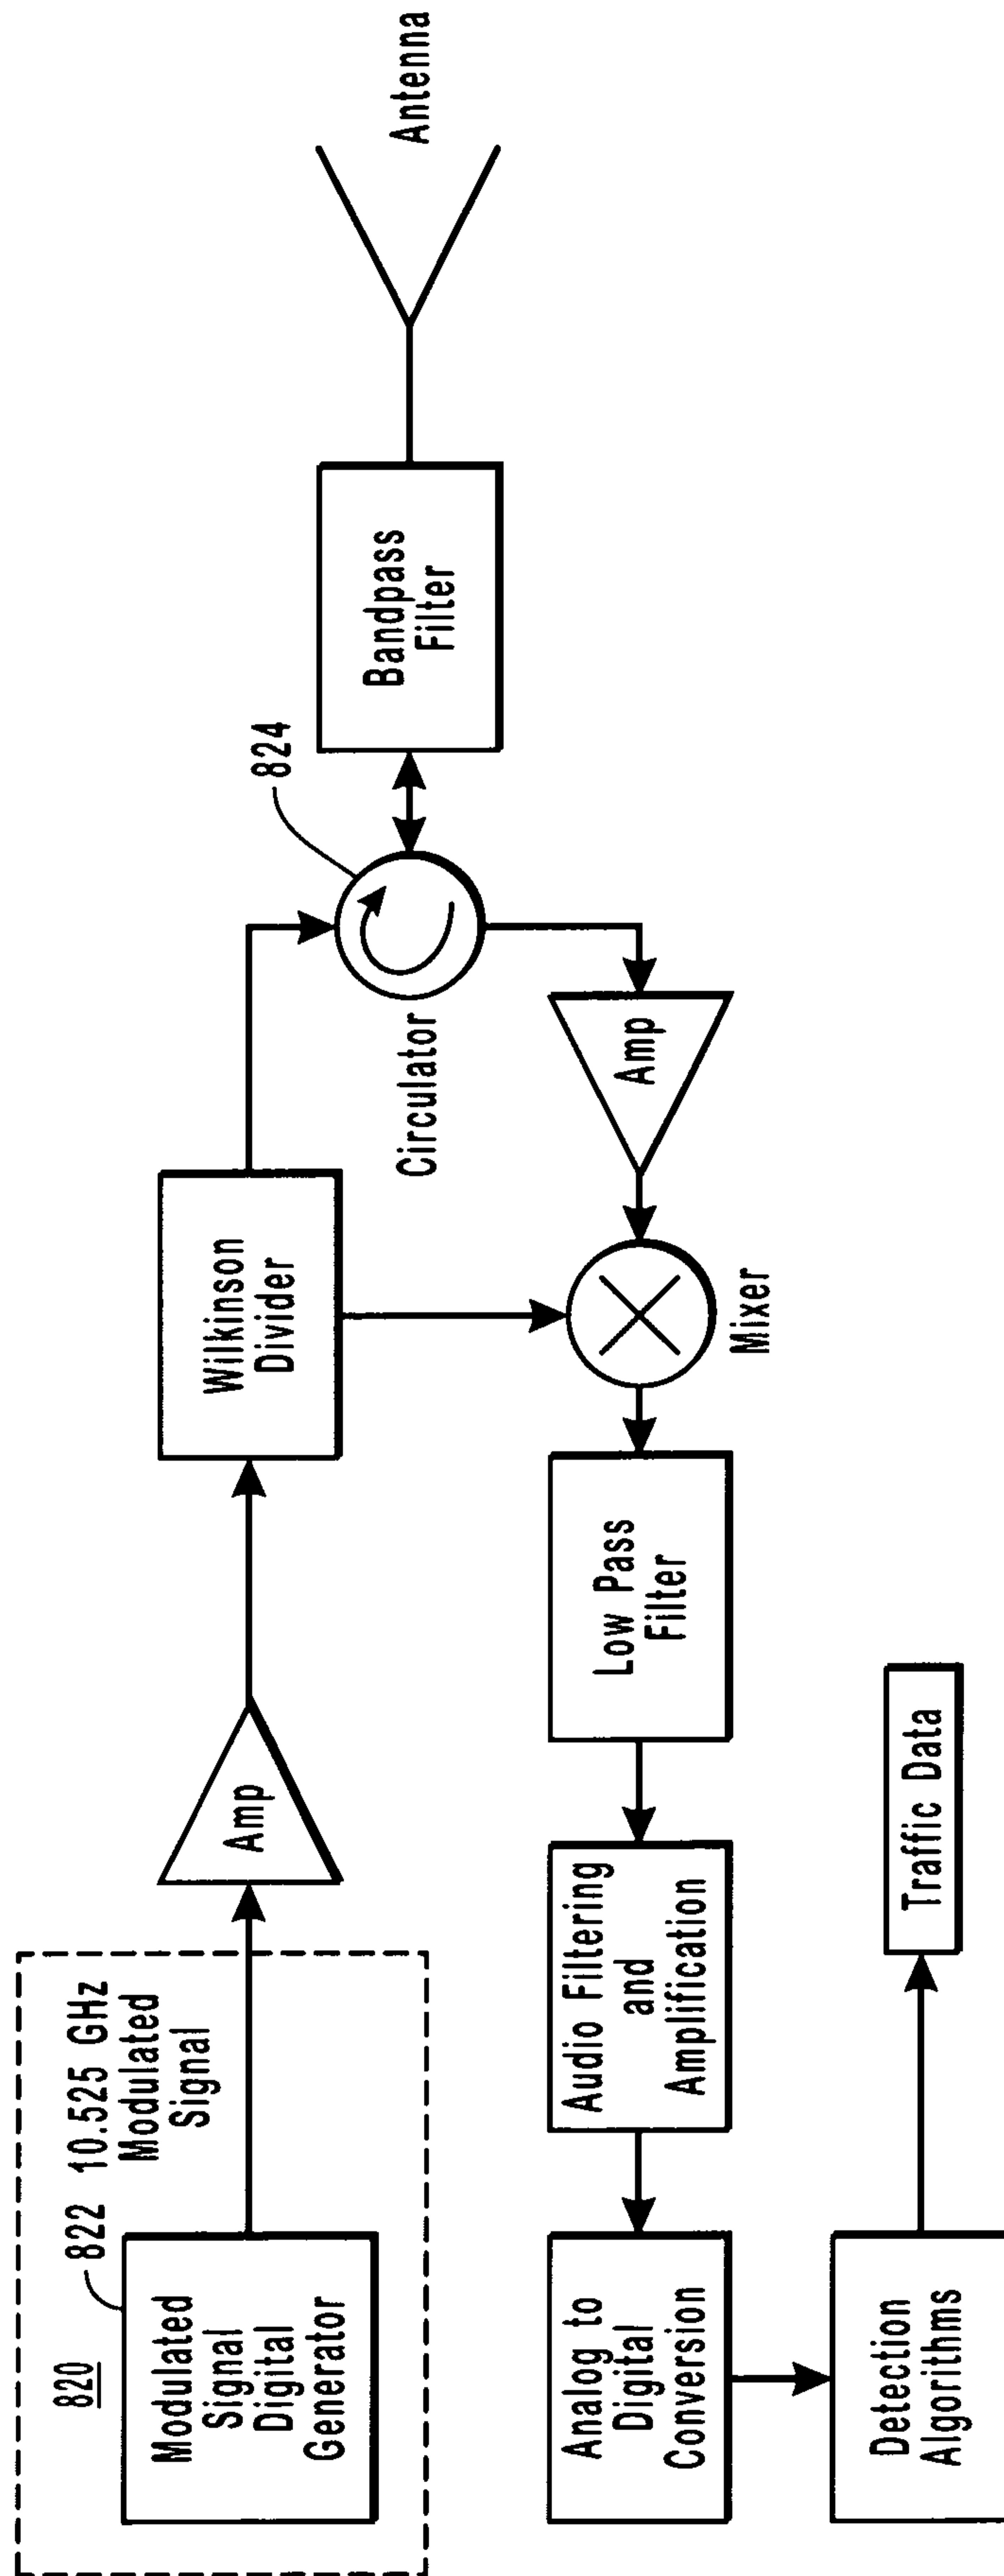 820
822
10.525 GHz
Modulated
Signal
Modulated
Signal
Digital
Generator
Amp
Wilkinson
Divider
824
Circulator
Bandpass
Filter
Antenna
Amp
Mixer
Low Pass
Filter
Audio Filtering
and
Amplification
Analog to
Digital
Conversion
Detection
Algorithms
Traffic Data